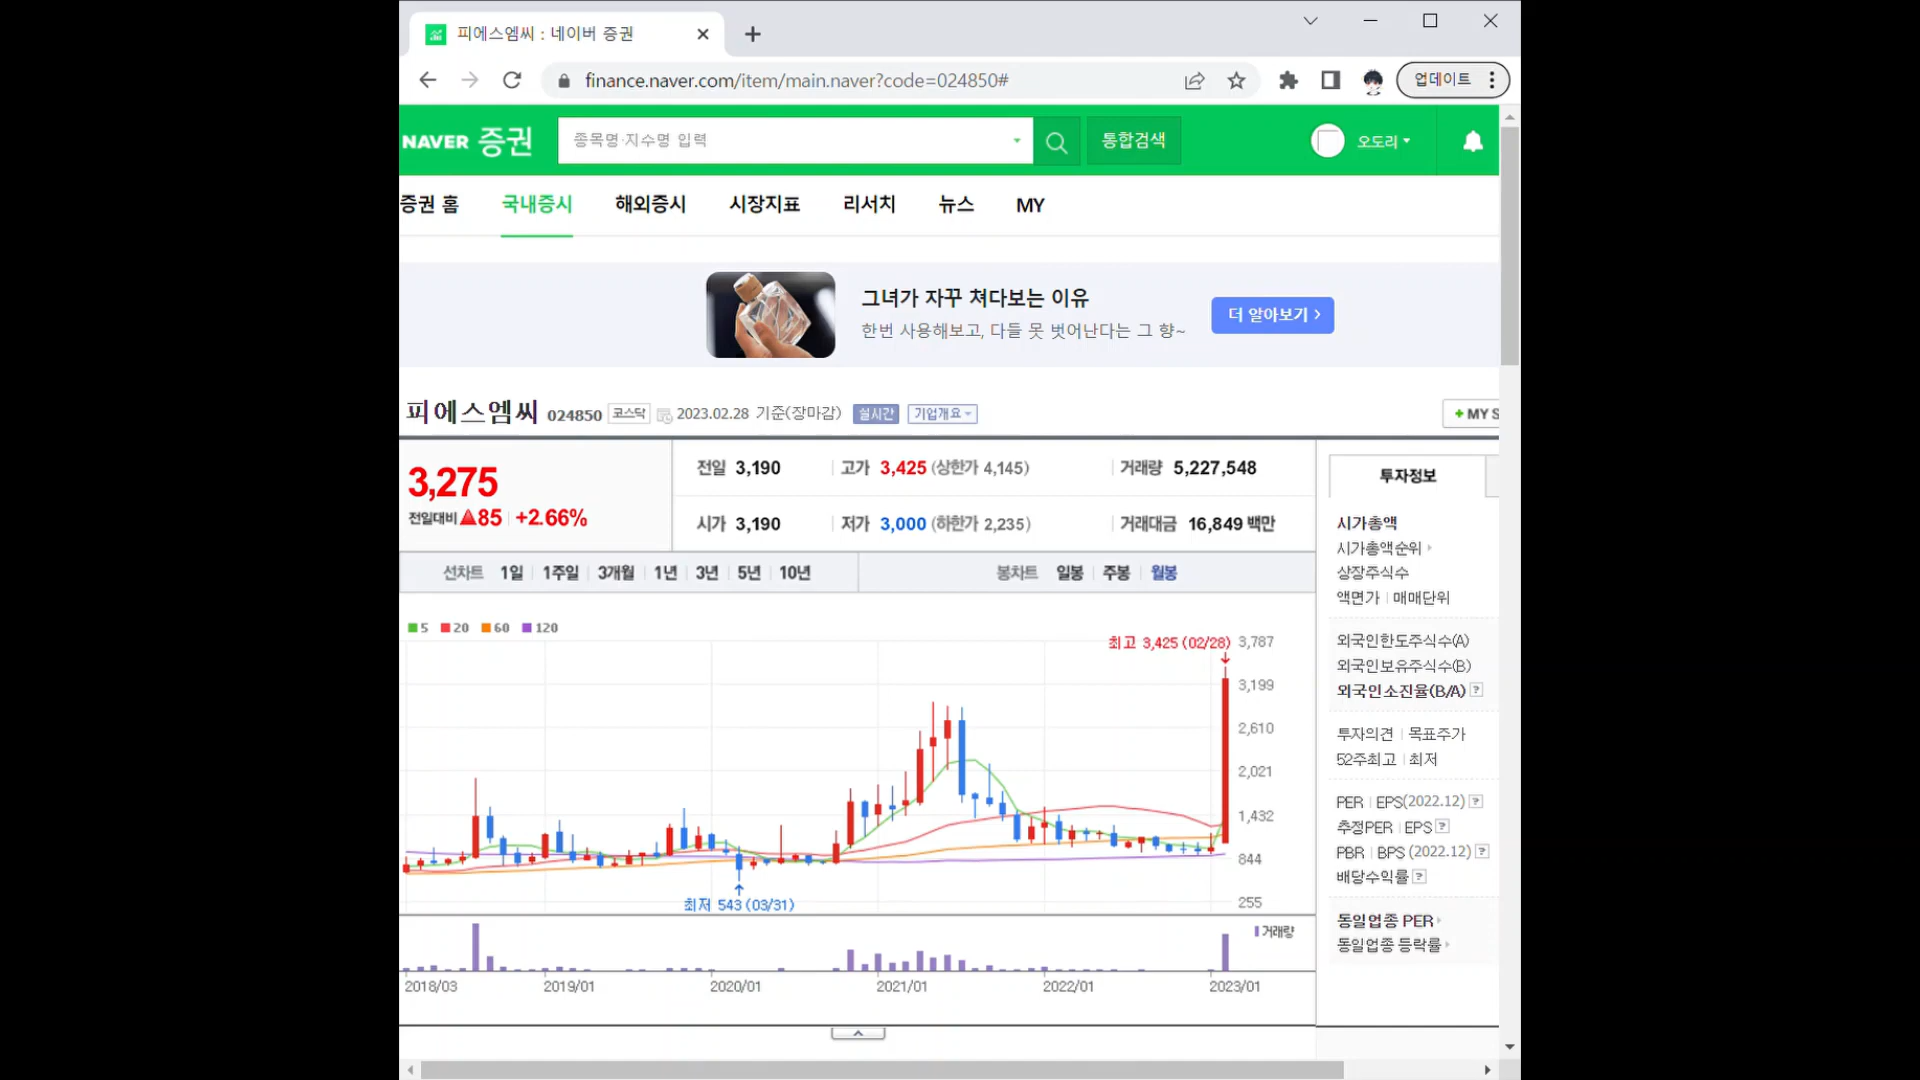 피에스엠씨 : 네이버 증권
finance.naver.com/item/main.naver?code=024850#
업데이트
NAVER 증권
종목명·지수명 입력
통합검색
오도리
증권 홈 국내증시 해외증시 시장지표 리서치 뉴스 MY
그녀가 자꾸 쳐다보는 이유
한번 사용해보고, 다들 못 벗어난다는 그 향~
더 알아보기 >
피에스엠씨 024850 코스닥 2023.02.28 기준(장마감) 실시간 기업개요
+ MY S
3,275
전일대비 ▲85 +2.66%
전일 3,190 고가 3,425 (상한가 4,145) 거래량 5,227,548
시가 3,190 저가 3,000 (하한가 2,235) 거래대금 16,849 백만
선차트 1일 1주일 3개월 1년 3년 5년 10년 봉차트 일봉 주봉 월봉
5 20 60 120
최고 3,425 (02/28)
3,787
3,199
2,610
2,021
1,432
844
255
최저 543 (03/31)
거래량
2018/03 2019/01 2020/01 2021/01 2022/01 2023/01
투자정보
시가총액
시가총액순위
상장주식수
액면가 | 매매단위
외국인한도주식수(A)
외국인보유주식수(B)
외국인소진율(B/A) ?
투자의견 | 목표주가
52주최고 | 최저
PER | EPS(2022.12) ?
추정PER | EPS ?
PBR | BPS (2022.12) ?
배당수익률 ?
동일업종 PER
동일업종 등락률